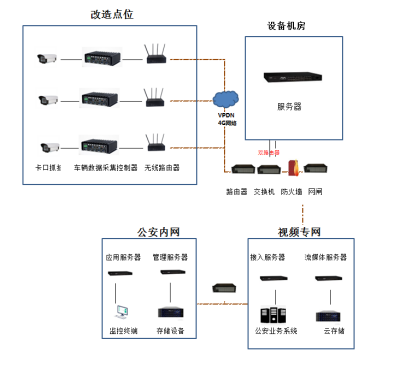 改造点位
设备机房
服务器
VPDN
4G网络
卡口抓拍
车辆数据采集控制器
无线路由器
路由器
交换机
防火墙
网闸
公安内网
视频专网
应用服务器
管理服务器
接入服务器
流媒体服务器
监控终端
存储设备
公安业务系统
云存储